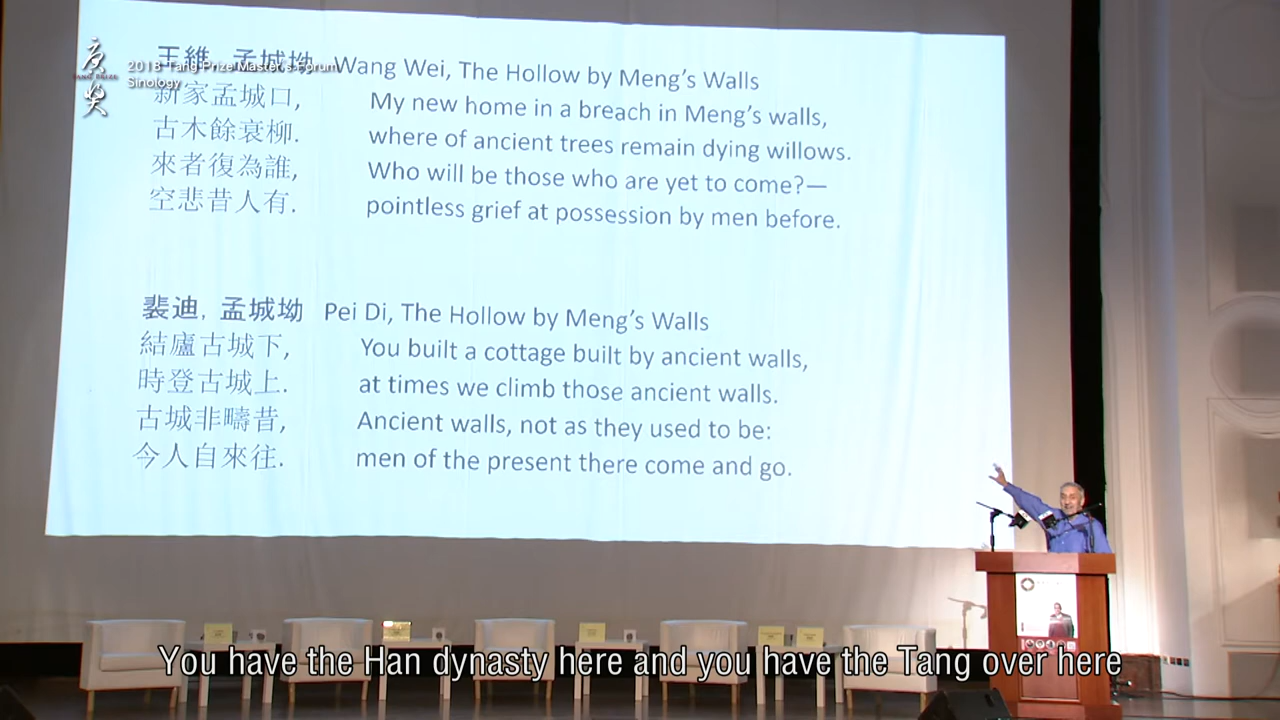 王維, 孟城坳 Wang Wei, The Hollow by Meng's Walls
2018 Tang Prize Masters' Forum
Sinology
新家孟城口, My new home in a breach in Meng's walls,
古木餘衰柳. where of ancient trees remain dying willows.
來者復為誰, Who will be those who are yet to come?—
空悲昔人有. pointless grief at possession by men before.
裴迪, 孟城坳 Pei Di, The Hollow by Meng's Walls
結廬古城下, You built a cottage built by ancient walls,
時登古城上. at times we climb those ancient walls.
古城非疇昔, Ancient walls, not as they used to be:
今人自來往. men of the present there come and go.
You have the Han dynasty here and you have the Tang over here